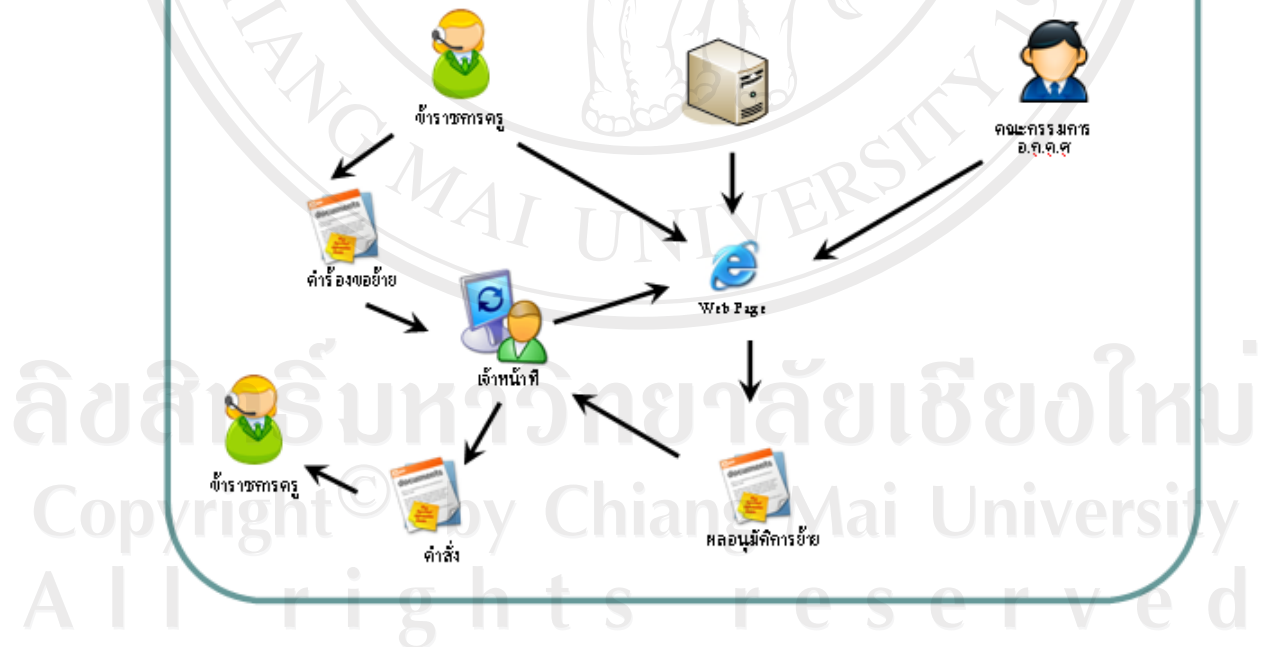 ข้าราชการครู
คณะกรรมการ
อ.ก.ค.ศ
คำร้องขอย้าย
Web Page
เจ้าหน้าที่
ข้าราชการครู
คำสั่ง
ผลอนุมัติการย้าย
ANG MAI UNIVERSITY 19
ลิขสิทธิ์มหาวิทยาลัยเชียงใหม่
Copyright © by Chiang Mai University
All rights reserved